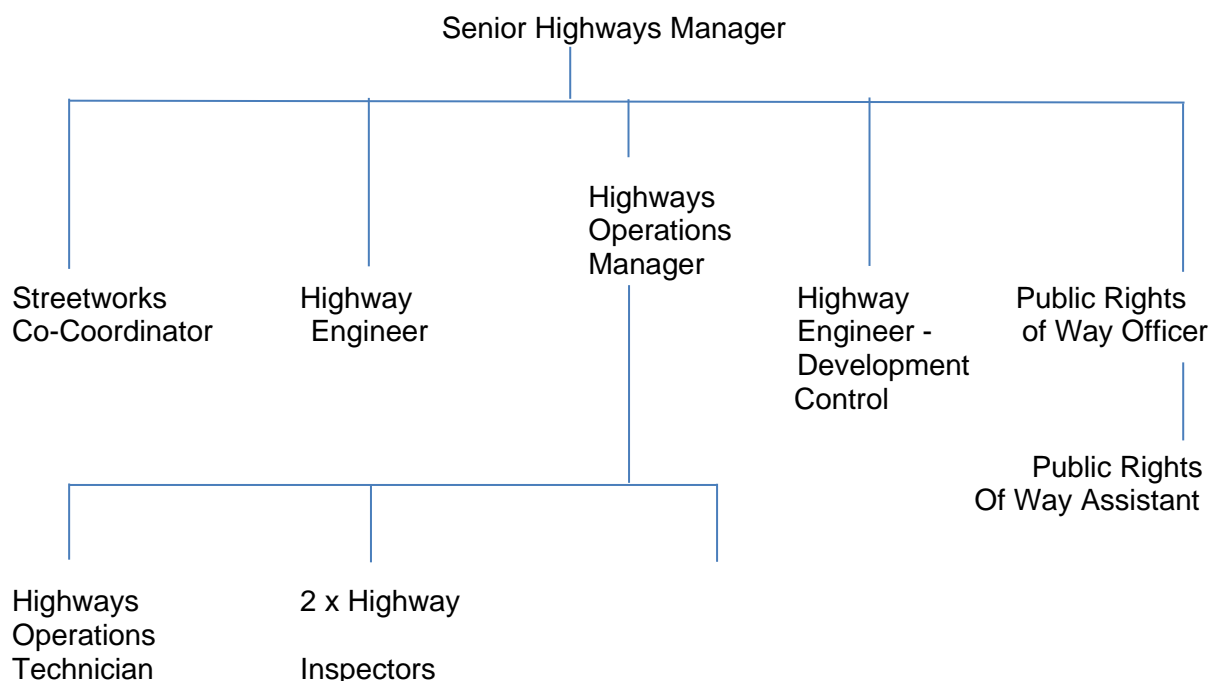 Senior Highways Manager
Highways
Operations
Manager
Streetworks
Co-Coordinator
Highway
Engineer
Highway
Engineer -
Development
Control
Public Rights
of Way Officer
Public Rights
Of Way Assistant
Highways
Operations
Technician
2 x Highway
Inspectors